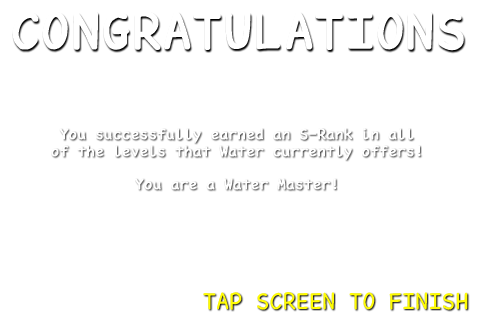 CONGRATULATIONS
You successfully earned an S-Rank in all
of the levels that Water currently offers!
You are a Water Master!
TAP SCREEN TO FINISH